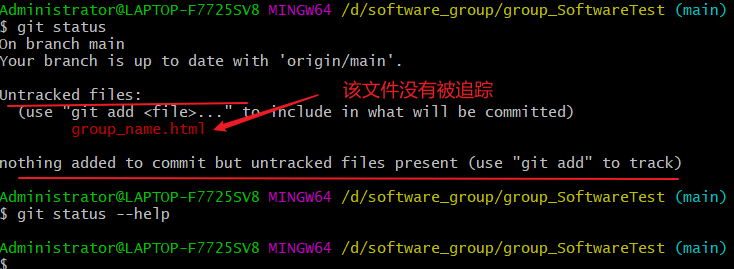 Administrator@LAPTOP-F7725SV8 MINGW64 /d/software_group/group_SoftwareTest (main)
$ git status
On branch main
Your branch is up to date with 'origin/main'.
Untracked files:
该文件没有被追踪
(use "git add <file>..." to include in what will be committed)
group_name.html
nothing added to commit but untracked files present (use "git add" to track)
Administrator@LAPTOP-F7725SV8 MINGW64 /d/software_group/group_SoftwareTest (main)
$ git status --help
Administrator@LAPTOP-F7725SV8 MINGW64 /d/software_group/group_SoftwareTest (main)
$